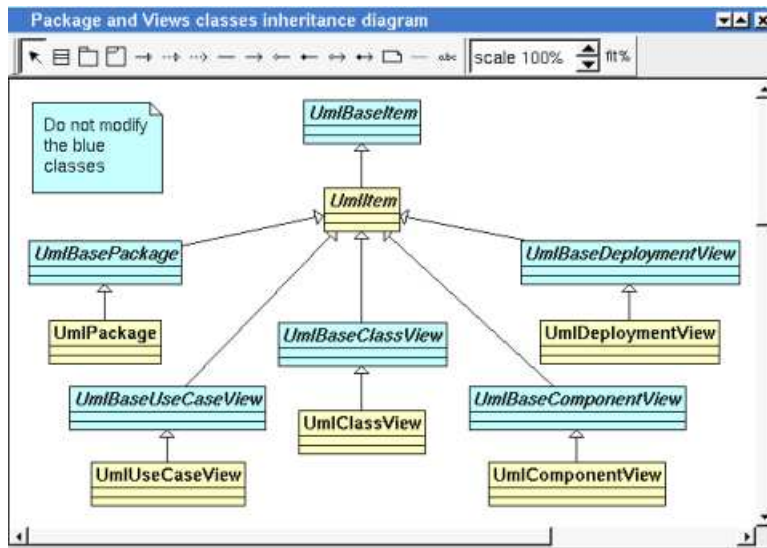 Package and Views classes inheritance diagram
abc
scale 100%
fit%
Do not modify
the blue
classes
UmlBaseItem
UmlItem
UmlBasePackage
UmlBaseDeploymentView
UmlPackage
UmlBaseClassView
UmlDeploymentView
UmlBaseUseCaseView
UmlBaseComponentView
UmlClassView
UmlUseCaseView
UmlComponentView